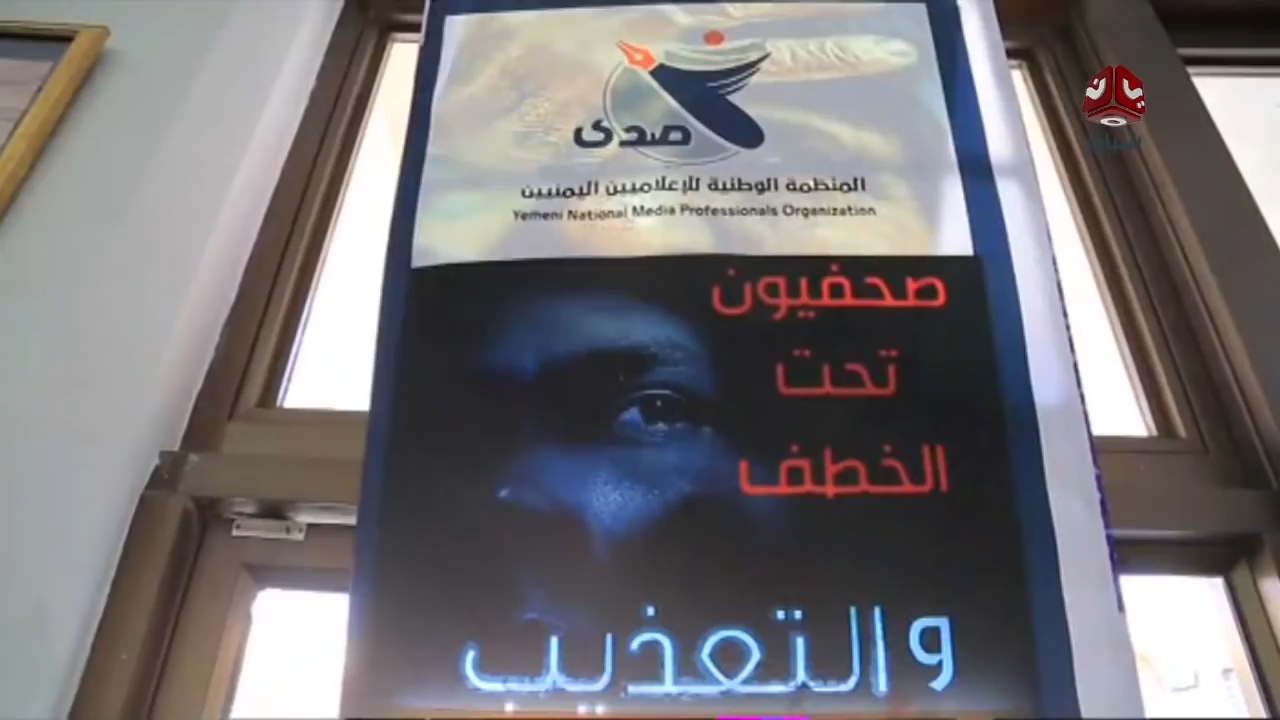 صدى
المنظمة الوطنية للإعلاميين اليمنيين
Yemeni National Media Professionals Organization
صحفيون
تحت
الخطف
والتعذيب